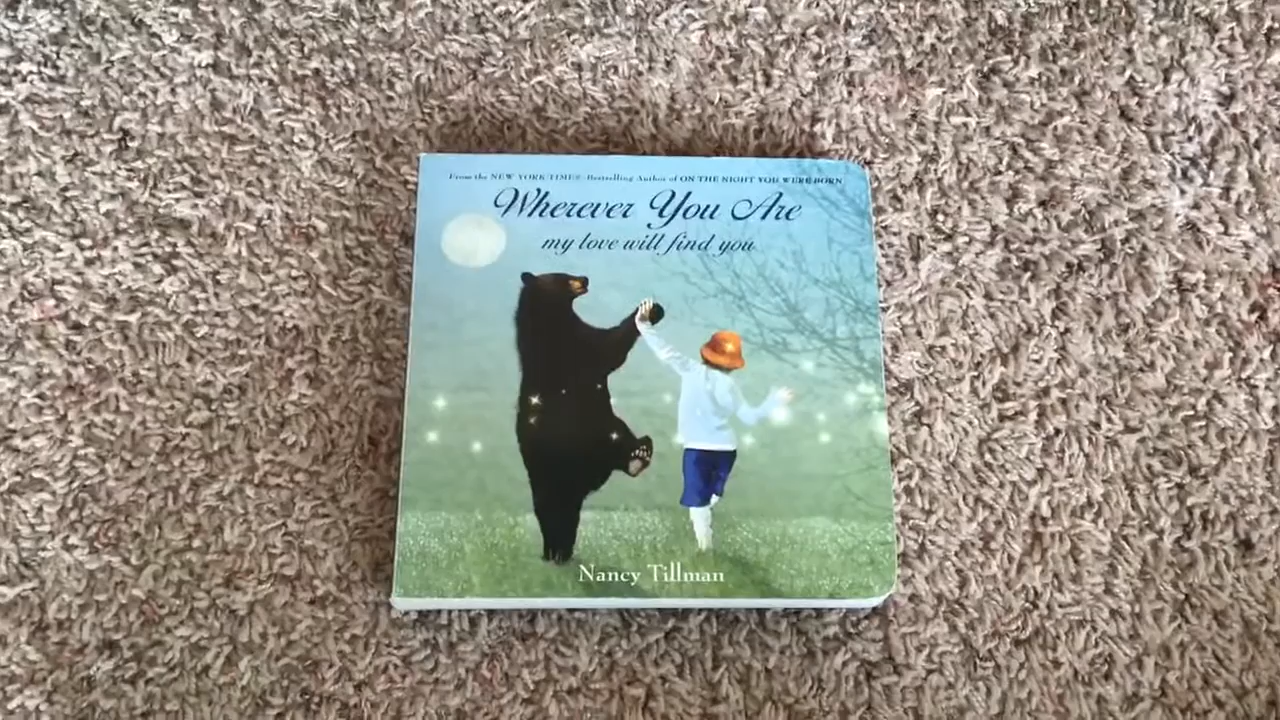 From the NEW YORK TIMES Bestselling Author of ON THE NIGHT YOU WERE BORN
Wherever You Are
my love will find you
Nancy Tillman